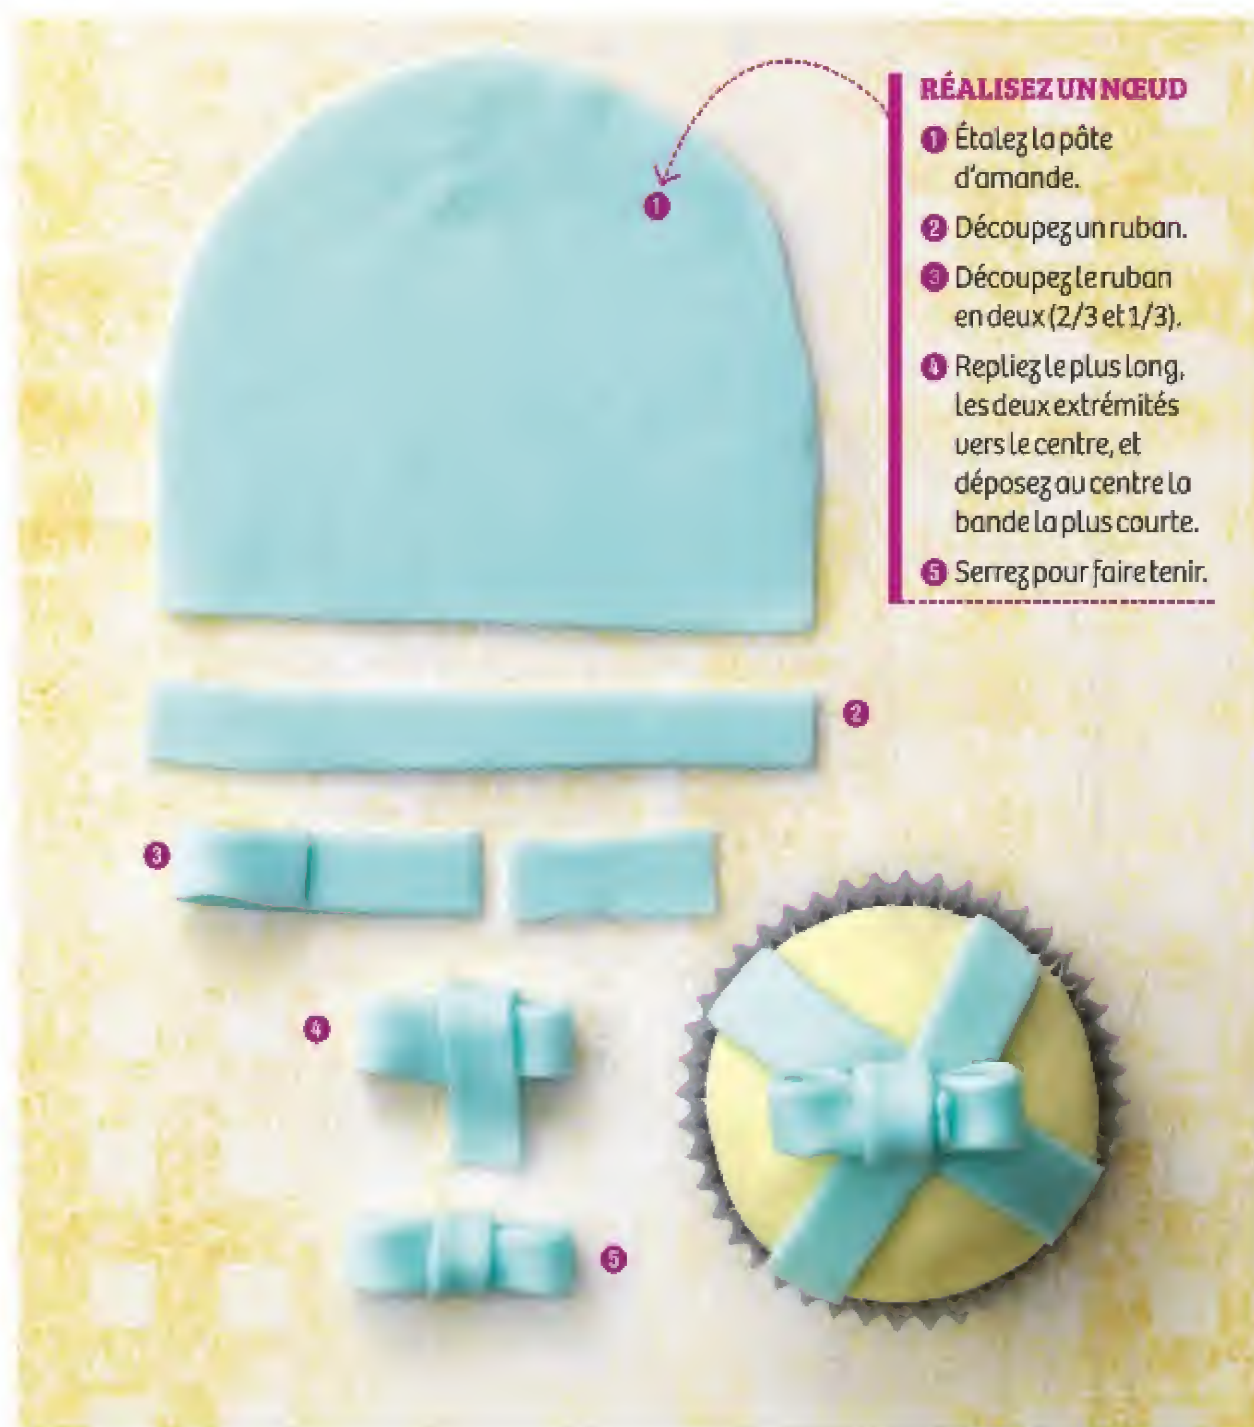 RÉALISEZ UN NŒUD
1 Étalez la pâte
d'amande.
2 Découpez un ruban.
3 Découpez le ruban
en deux (2/3 et 1/3).
4 Repliez le plus long,
les deux extrémités
vers le centre, et
déposez au centre la
bande la plus courte.
5 Serrez pour faire tenir.
1
2
3
4
5